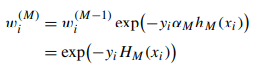 w_i^{(M)} = w_i^{(M−1)} exp(−y_i α_M h_M(x_i))
= exp(−y_i H_M(x_i))